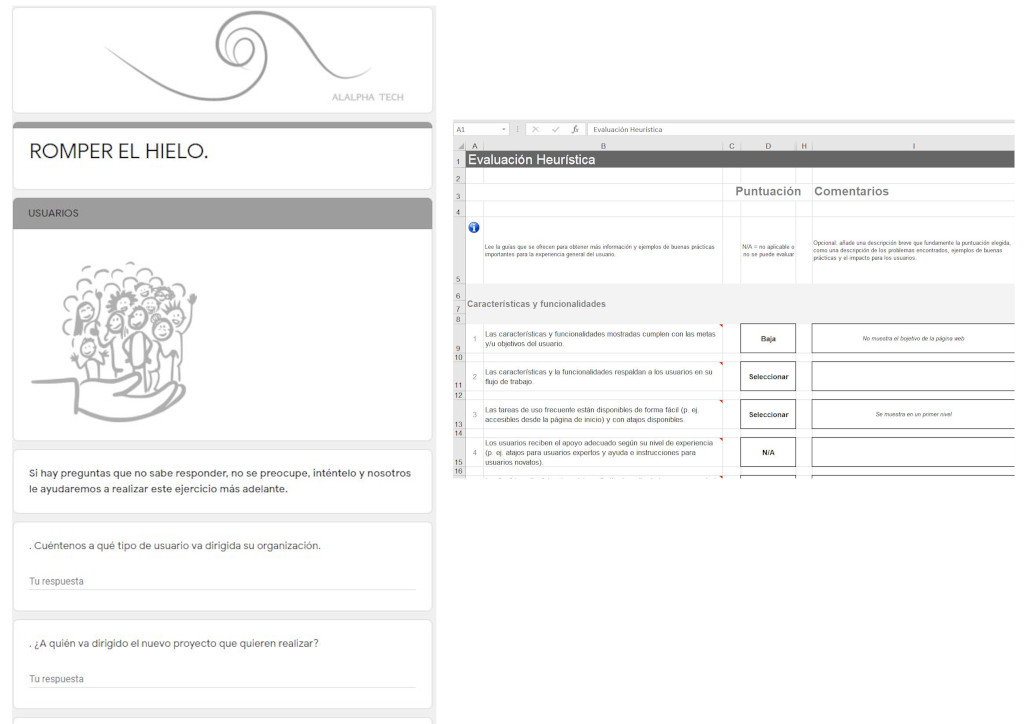 ALALPHA TECH
ROMPER EL HIELO.
USUARIOS
Si hay preguntas que no sabe responder, no se preocupe, inténtelo y nosotros
le ayudaremos a realizar este ejercicio más adelante.
. Cuéntenos a qué tipo de usuario va dirigida su organización.
Tu respuesta
. ¿A quién va dirigido el nuevo proyecto que quieren realizar?
Tu respuesta
A1 fx Evaluación Heurística
A B C D H I
1 Evaluación Heurística
2
3 Puntuación Comentarios
4
5 Lee la guías que se ofrecen para obtener más información y ejemplos de buenas prácticas
importantes para la experiencia general del usuario.
N/A = no aplicable o
no se puede evaluar
Opcional: añade una descripción breve que fundamente la puntuación elegida,
como una descripción de los problemas encontrados, ejemplos de buenas
prácticas y el impacto para los usuarios.
6
7 Características y funcionalidades
8
9 1 Las características y funcionalidades mostradas cumplen con las metas
y/u objetivos del usuario.
Baja
No muestra el bojetivo de la página web
10
11 2 Las características y la funcionalidades respaldan a los usuarios en su
flujo de trabajo.
Seleccionar
12
13 3 Las tareas de uso frecuente están disponibles de forma fácil (p. ej.
accesibles desde la página de inicio) y con atajos disponibles.
Seleccionar
Se muestra en un primer nivel
14
15 4 Los usuarios reciben el apoyo adecuado según su nivel de experiencia
(p. ej. atajos para usuarios expertos y ayuda e instrucciones para
usuarios novatos).
N/A
16